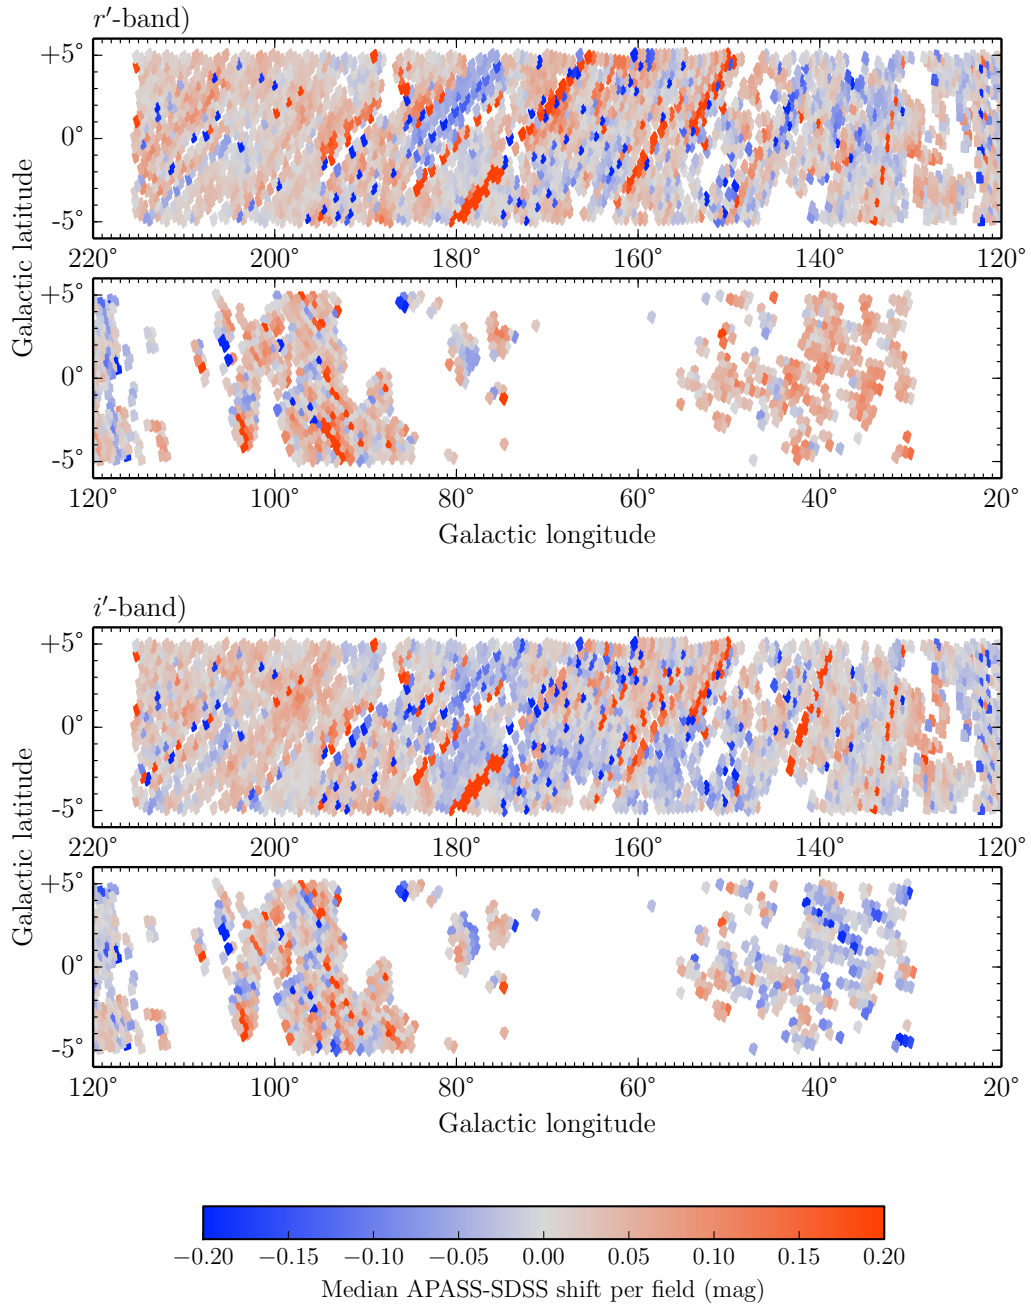 r′-band)
+5°
0°
-5°
220° 200° 180° 160° 140° 120°
+5°
0°
-5°
120° 100° 80° 60° 40° 20°
Galactic latitude
Galactic longitude
i′-band)
+5°
0°
-5°
220° 200° 180° 160° 140° 120°
+5°
0°
-5°
120° 100° 80° 60° 40° 20°
Galactic latitude
Galactic longitude
−0.20 −0.15 −0.10 −0.05 0.00 0.05 0.10 0.15 0.20
Median APASS-SDSS shift per field (mag)